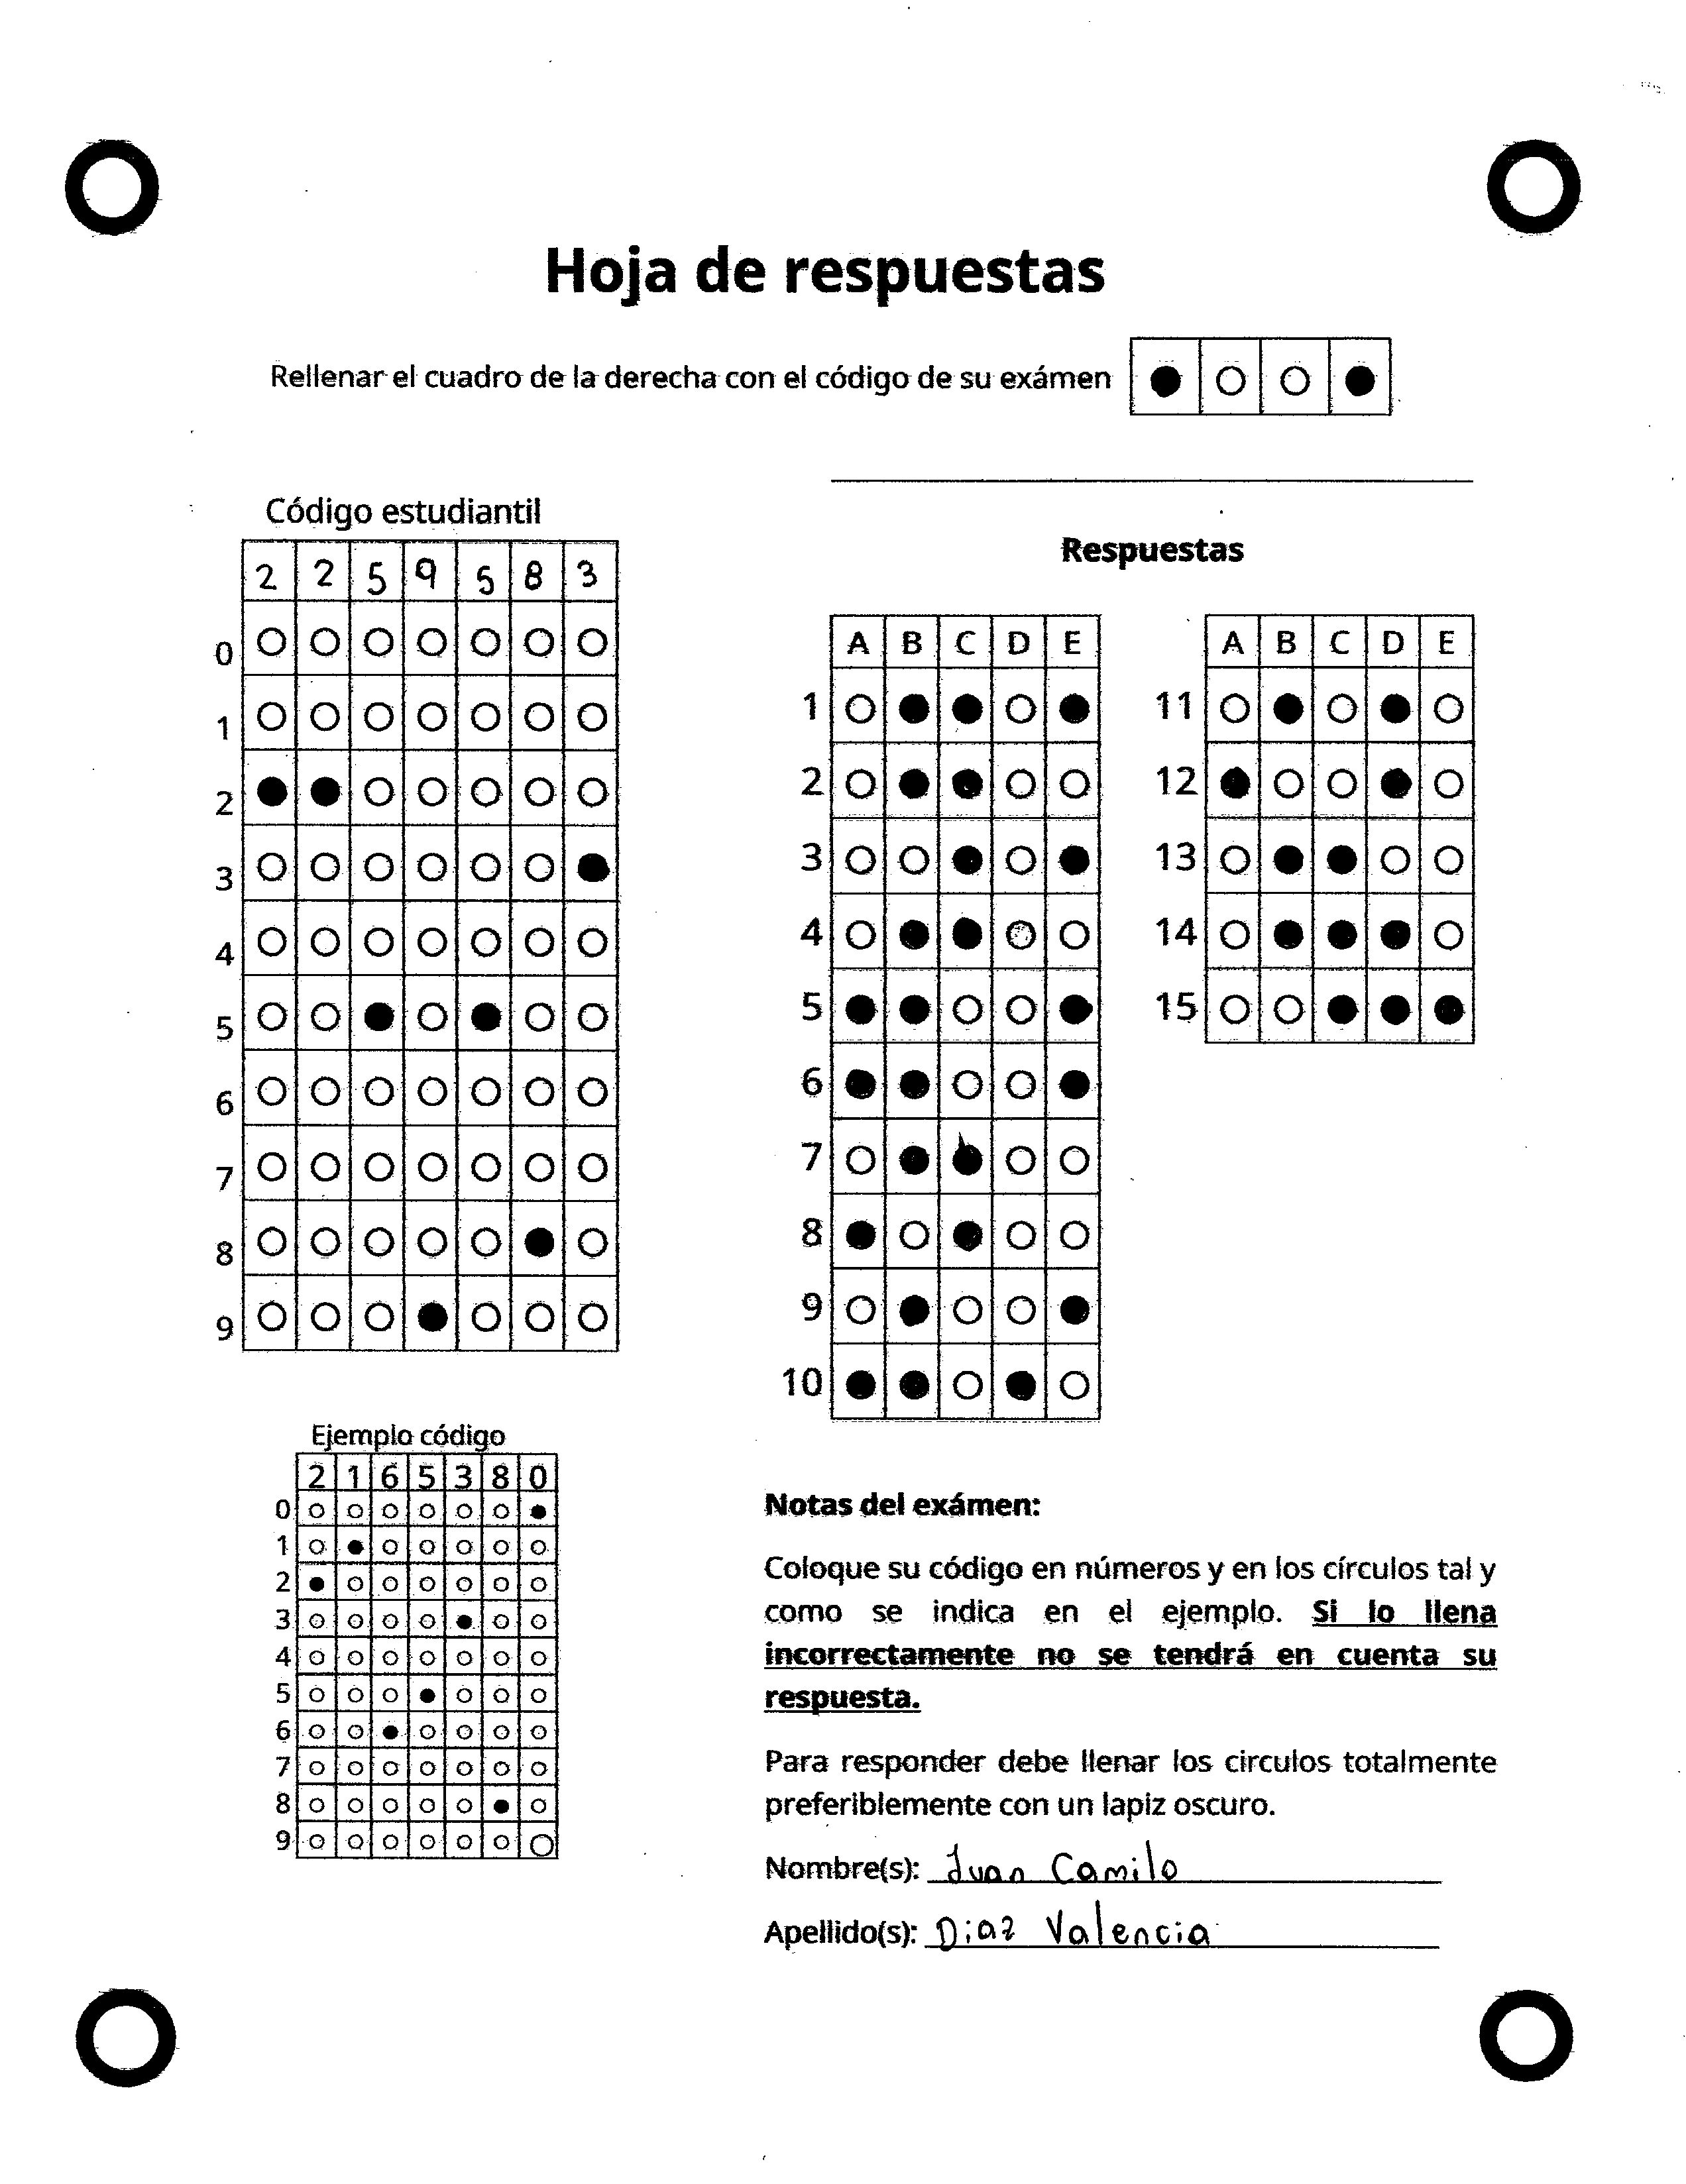 Hoja de respuestas
Rellenar el cuadro de la derecha con el código de su exámen
Código estudiantil
2 2 5 9 5 8 3
0
1
2
3
4
5
6
7
8
9
Respuestas
A B C D E
1
2
3
4
5
6
7
8
9
10
A B C D E
11
12
13
14
15
Ejemplo código
2 1 6 5 3 8 0
0
1
2
3
4
5
6
7
8
9
Notas del exámen:
Coloque su código en números y en los círculos tal y
como se indica en el ejemplo. Si lo llena
incorrectamente no se tendrá en cuenta su
respuesta.
Para responder debe llenar los circulos totalmente
preferiblemente con un lapiz oscuro.
Nombre(s): Juan Camilo
Apellido(s): Diaz Valencia